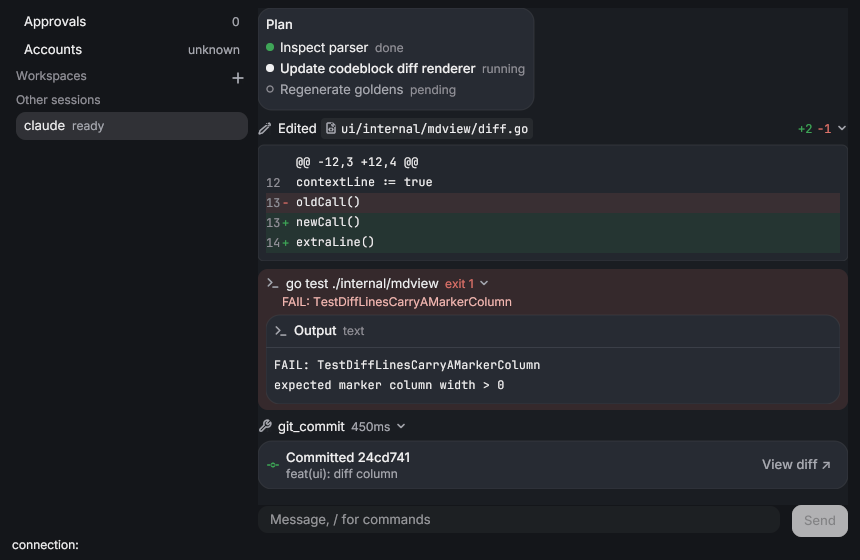 Approvals 0
Accounts unknown
Workspaces +
Other sessions
claude ready
connection:
Plan
Inspect parser done
Update codeblock diff renderer running
Regenerate goldens pending
Edited ui/internal/mdview/diff.go +2 -1
@@ -12,3 +12,4 @@
12 contextLine := true
13- oldCall()
13+ newCall()
14+ extraLine()
go test ./internal/mdview exit 1
FAIL: TestDiffLinesCarryAMarkerColumn
Output text
FAIL: TestDiffLinesCarryAMarkerColumn
expected marker column width > 0
git_commit 450ms
Committed 24cd741
feat(ui): diff column
View diff ↗
Message, / for commands
Send